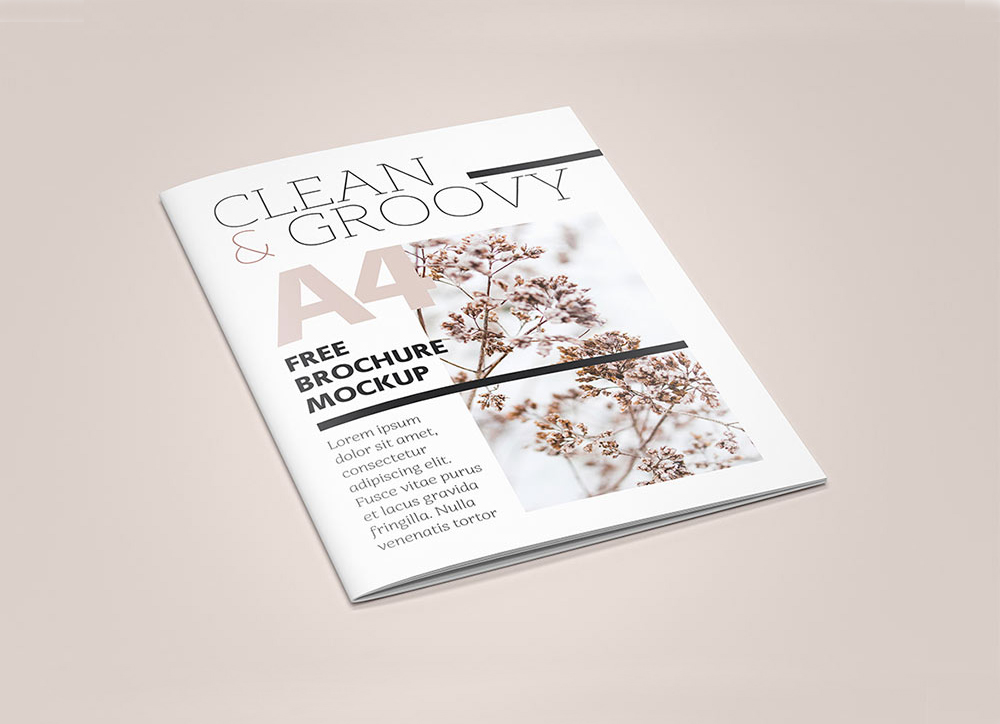 CLEAN
& GROOVY
A4
FREE
BROCHURE
MOCKUP
Lorem ipsum
dolor sit amet,
consectetur
adipiscing elit.
Fusce vitae purus
et lacus gravida
fringilla. Nulla
venenatis tortor